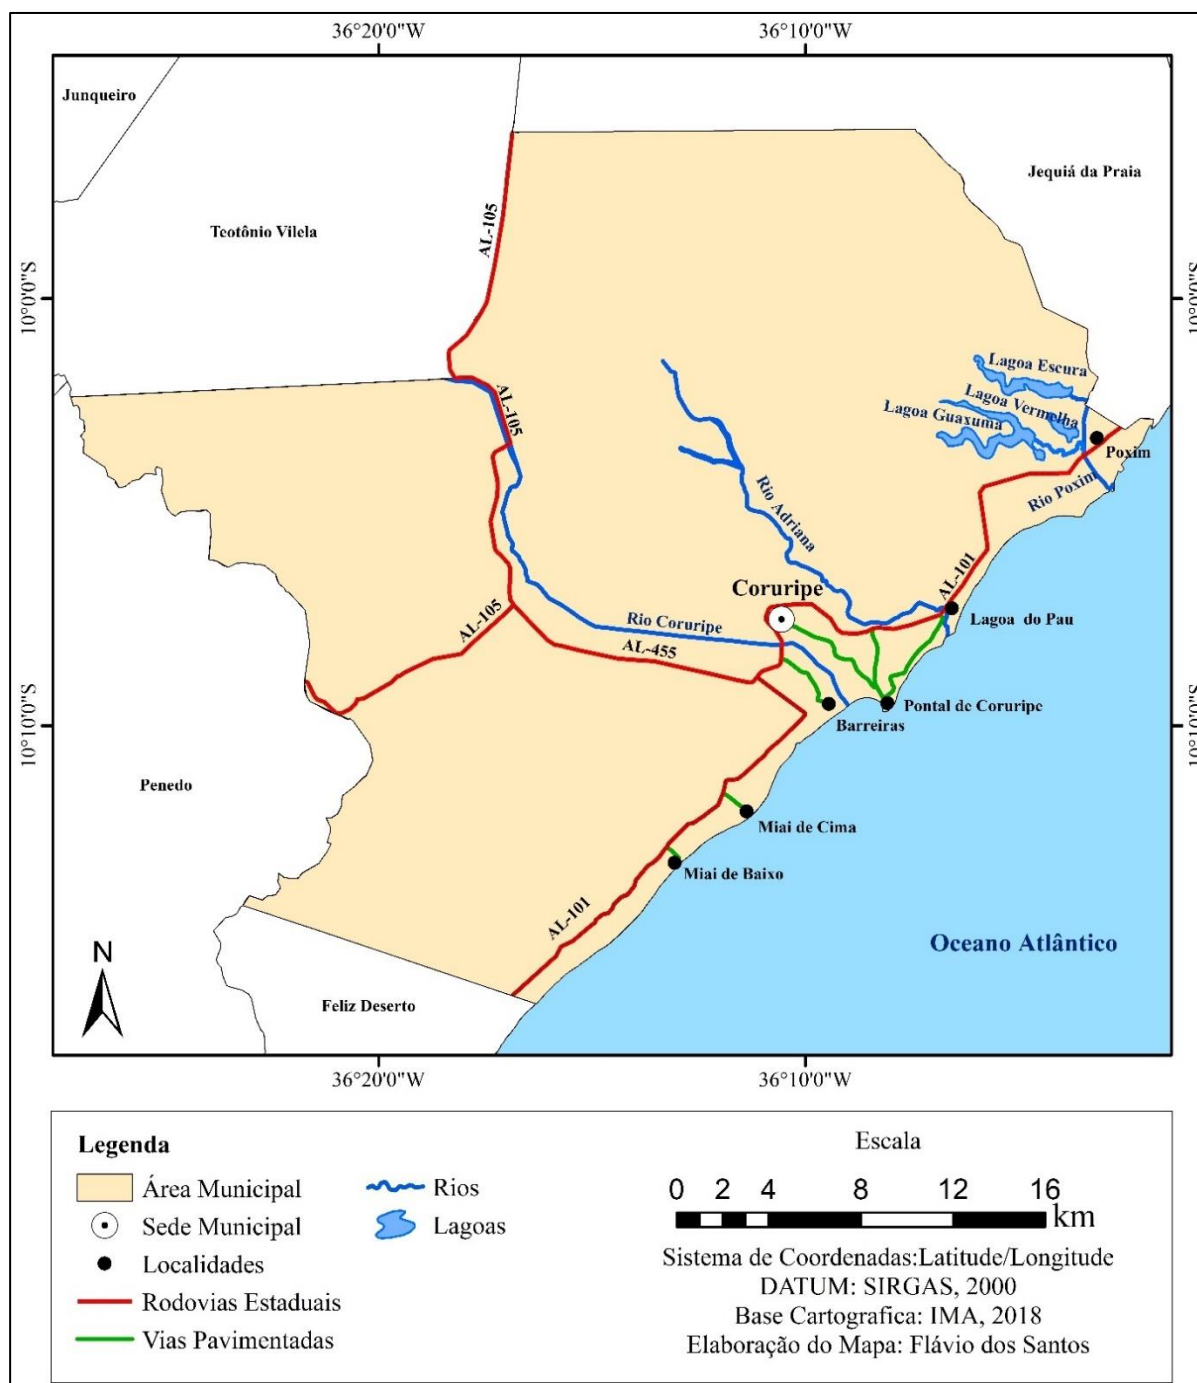 36°20'0"W
36°10'0"W
Junqueiro
Jequiá da Praia
Teotônio Vilela
AL-105
10°0'0"S
10°0'0"S
Lagoa Escura
Lagoa Vermelha
Lagoa Guaxuma
AL-105
Poxim
Rio Poxim
Rio Adriana
AL-101
Coruripe
AL-105
Rio Coruripe
Lagoa do Pau
AL-455
Pontal de Coruripe
Barreiras
10°10'0"S
10°10'0"S
Penedo
Miai de Cima
Miai de Baixo
AL-101
Oceano Atlântico
N
Feliz Deserto
36°20'0"W
36°10'0"W
Legenda
Área Municipal
Sede Municipal
Localidades
Rodovias Estaduais
Vias Pavimentadas
Rios
Lagoas
Escala
0 2 4 8 12 16
km
Sistema de Coordenadas:Latitude/Longitude
DATUM: SIRGAS, 2000
Base Cartografica: IMA, 2018
Elaboração do Mapa: Flávio dos Santos